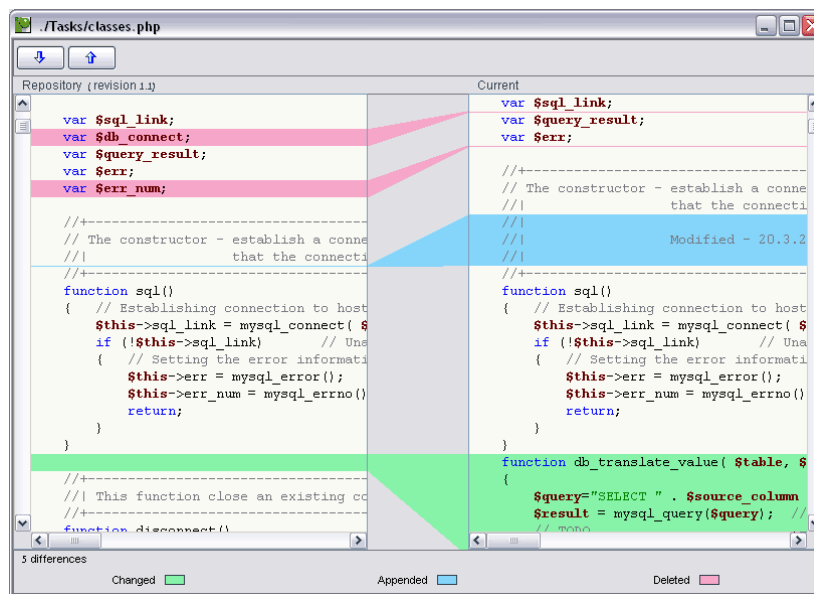 ./Tasks/classes.php
Repository (revision 1.1)
Current
var $sql_link;
var $db_connect;
var $query_result;
var $err;
var $err_num;
//+-----------------------------------
// The constructor - establish a conne
//|                  that the connecti
//+-----------------------------------
function sql()
{   // Establishing connection to host
$this->sql_link = mysql_connect( $
if (!$this->sql_link)       // Una
{   // Setting the error informati
$this->err = mysql_error();
$this->err_num = mysql_errno()
return;
}
}
//+-----------------------------------
//| This function close an existing co
//+-----------------------------------
function disconnect()
var $sql_link;
var $query_result;
var $err;
//+-----------------------------------
// The constructor - establish a conne
//|                  that the connecti
//|
//|                  Modified - 20.3.2
//|
//+-----------------------------------
function sql()
{   // Establishing connection to host
$this->sql_link = mysql_connect( $
if (!$this->sql_link)       // Una
{   // Setting the error informati
$this->err = mysql_error();
$this->err_num = mysql_errno()
return;
}
}
function db_translate_value( $table, $
{
$query="SELECT " . $source_column
$result = mysql_query($query);  //
// TODO
5 differences
Changed
Appended
Deleted